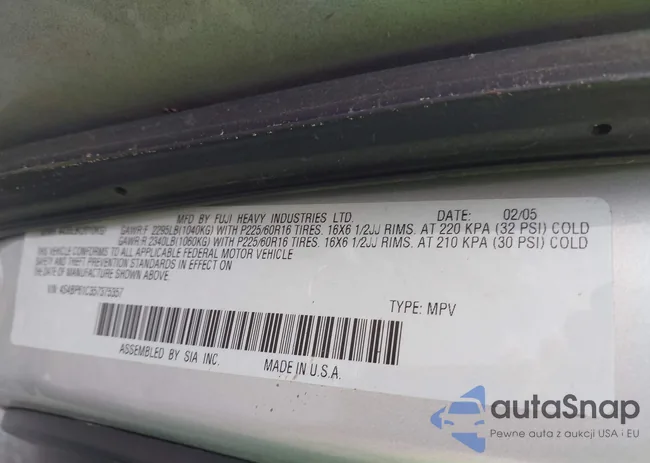 MFD BY FUJI HEAVY INDUSTRIES LTD. DATE: 02/05
GAWR:F 2295LB(1040KG) WITH P225/60R16 TIRES. 16X6 1/2JJ RIMS. AT 220 KPA (32 PSI) COLD
GAWR:R 2340LB(1060KG) WITH P225/60R16 TIRES. 16X6 1/2JJ RIMS. AT 210 KPA (30 PSI) COLD
THIS VEHICLE CONFORMS TO ALL APPLICABLE FEDERAL MOTOR VEHICLE
SAFETY AND THEFT PREVENTION STANDARDS IN EFFECT ON
THE DATE OF MANUFACTURE SHOWN ABOVE.
VIN:
TYPE: MPV
ASSEMBLED BY SIA INC. MADE IN U.S.A.
autaSnap
Pewne auta z aukcji USA i EU